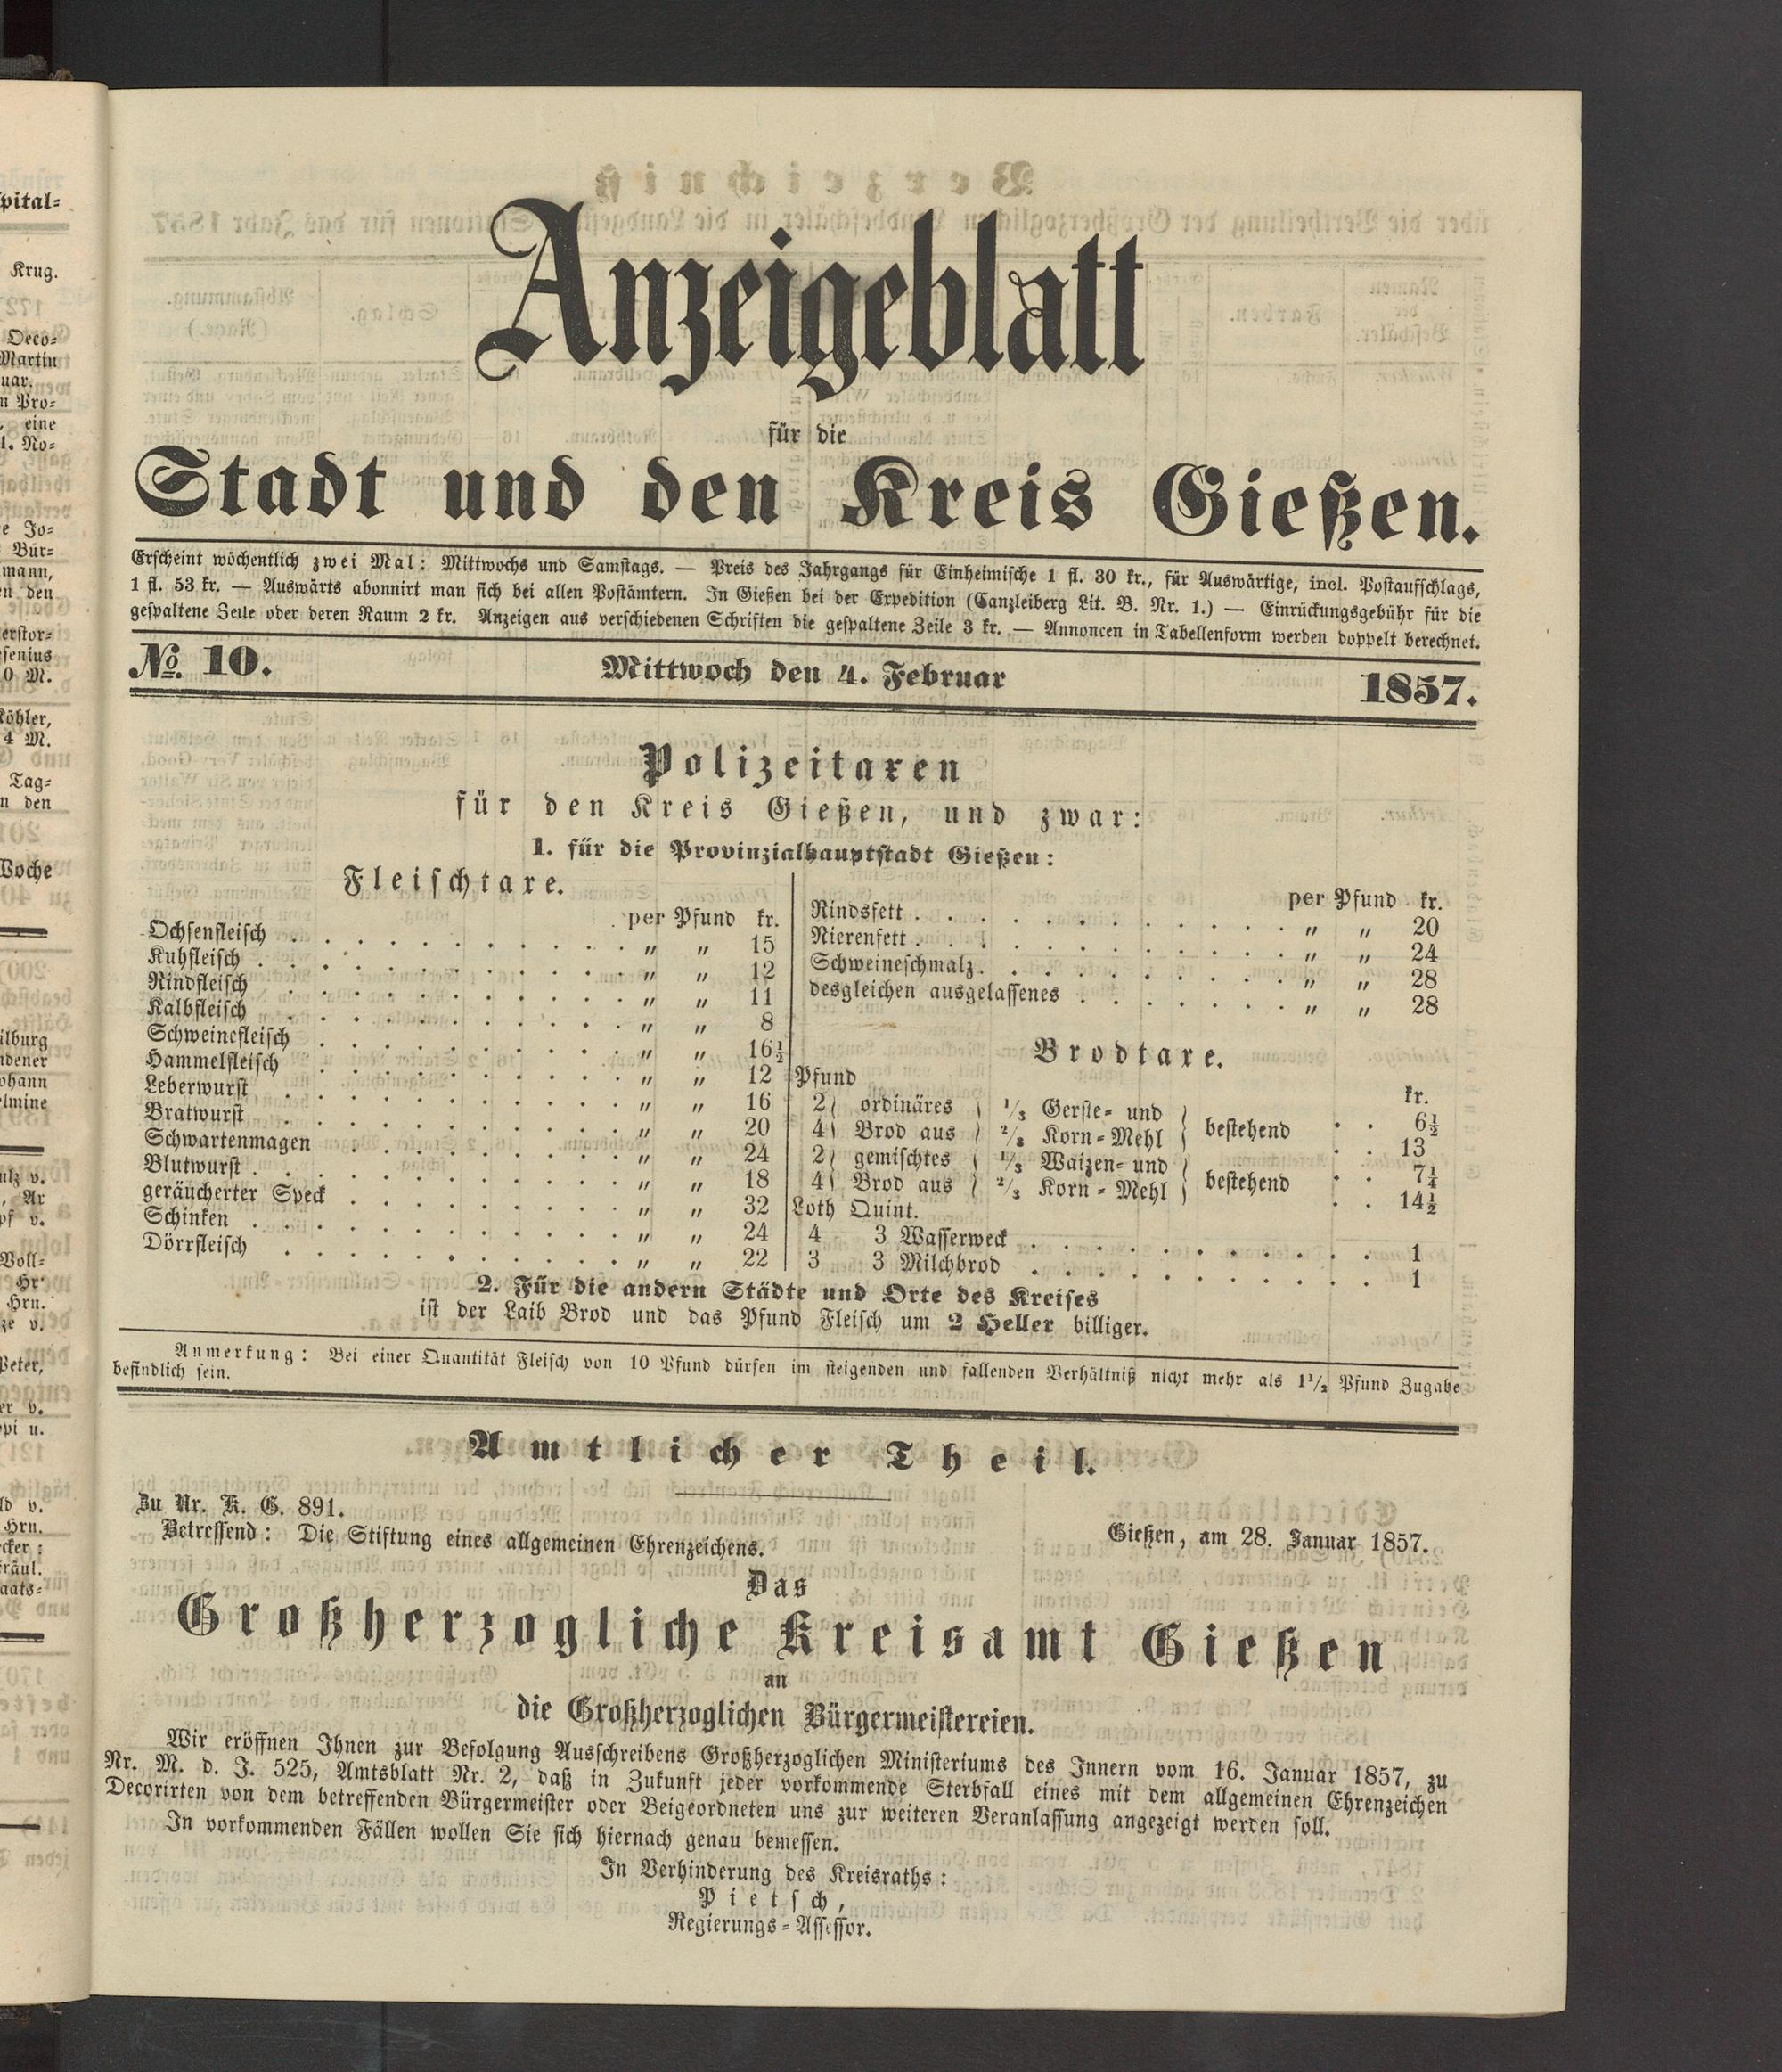 Anzeigeblatt
für die
Stadt und den Kreis Gießen.
Erscheint wöchentlich zwei Mal: Mittwochs und Samstags. — Preis des Jahrgangs für Einheimische 1 fl. 30 kr., für Auswärtige, incl. Postaufschlags,
1 fl. 53 kr. — Auswärts abonnirt man sich bei allen Postämtern. In Gießen bei der Expedition (Canzleiberg Lit. B. Nr. 1.) — Einrückungsgebühr für die
gespaltene Zeile oder deren Raum 2 kr. Anzeigen aus verschiedenen Schriften die gespaltene Zeile 3 kr. — Annoncen in Tabellenform werden doppelt berechnet.
No. 10. Mittwoch den 4. Februar 1857.
Polizeitaxen
für den Kreis Gießen, und zwar:
1. für die Provinzialhauptstadt Gießen:
Fleischtaxe.
per Pfund kr.
Ochsenfleisch . . . . . . . . . . . „ „ 15
Kuhfleisch . . . . . . . . . . . . „ „ 12
Rindfleisch . . . . . . . . . . . „ „ 11
Kalbfleisch . . . . . . . . . . . „ „ 8
Schweinefleisch . . . . . . . . . . „ „ 16½
Hammelfleisch . . . . . . . . . . „ „ 12
Leberwurst . . . . . . . . . . . „ „ 16
Bratwurst . . . . . . . . . . . „ „ 20
Schwartenmagen . . . . . . . . . . „ „ 24
Blutwurst . . . . . . . . . . . . „ „ 18
geräucherter Speck . . . . . . . . . „ „ 32
Schinken . . . . . . . . . . . . „ „ 24
Dörrfleisch . . . . . . . . . . . „ „ 22
per Pfund kr.
Rindsfett . . . . . . . . . . . . „ „ 20
Nierenfett . . . . . . . . . . . . „ „ 24
Schweineschmalz. . . . . . . . . . „ „ 28
desgleichen ausgelassenes . . . . . . . „ „ 28
Brodtaxe.
Pfund kr.
2 ordinäres 1/3 Gerste= und bestehend . . 6½
4 Brod aus 2/3 Korn=Mehl . . 13
2 gemischtes 1/3 Waizen= und bestehend . . 7¼
4 Brod aus 2/3 Korn=Mehl . . 14½
Loth Quint.
4 3 Wasserweck . . . . . . . . . . . 1
3 3 Milchbrod . . . . . . . . . . . 1
2. Für die andern Städte und Orte des Kreises
ist der Laib Brod und das Pfund Fleisch um 2 Heller billiger.
Anmerkung: Bei einer Quantität Fleisch von 10 Pfund dürfen im steigenden und fallenden Verhältniß nicht mehr als 1½ Pfund Zugabe
befindlich sein.
Amtlicher Theil.
Zu Nr. K. G. 891. Gießen, am 28. Januar 1857.
Betreffend: Die Stiftung eines allgemeinen Ehrenzeichens.
Das
Großherzogliche Kreisamt Gießen
an
die Großherzoglichen Bürgermeistereien.
Wir eröffnen Ihnen zur Befolgung Ausschreibens Großherzoglichen Ministeriums des Innern vom 16. Januar 1857, zu
Nr. M. d. J. 525, Amtsblatt Nr. 2, daß in Zukunft jeder vorkommende Sterbfall eines mit dem allgemeinen Ehrenzeichen
Decorirten von dem betreffenden Bürgermeister oder Beigeordneten uns zur weiteren Veranlassung angezeigt werden soll.
In vorkommenden Fällen wollen Sie sich hiernach genau bemessen.
In Verhinderung des Kreisraths:
Pietsch,
Regierungs=Assessor.